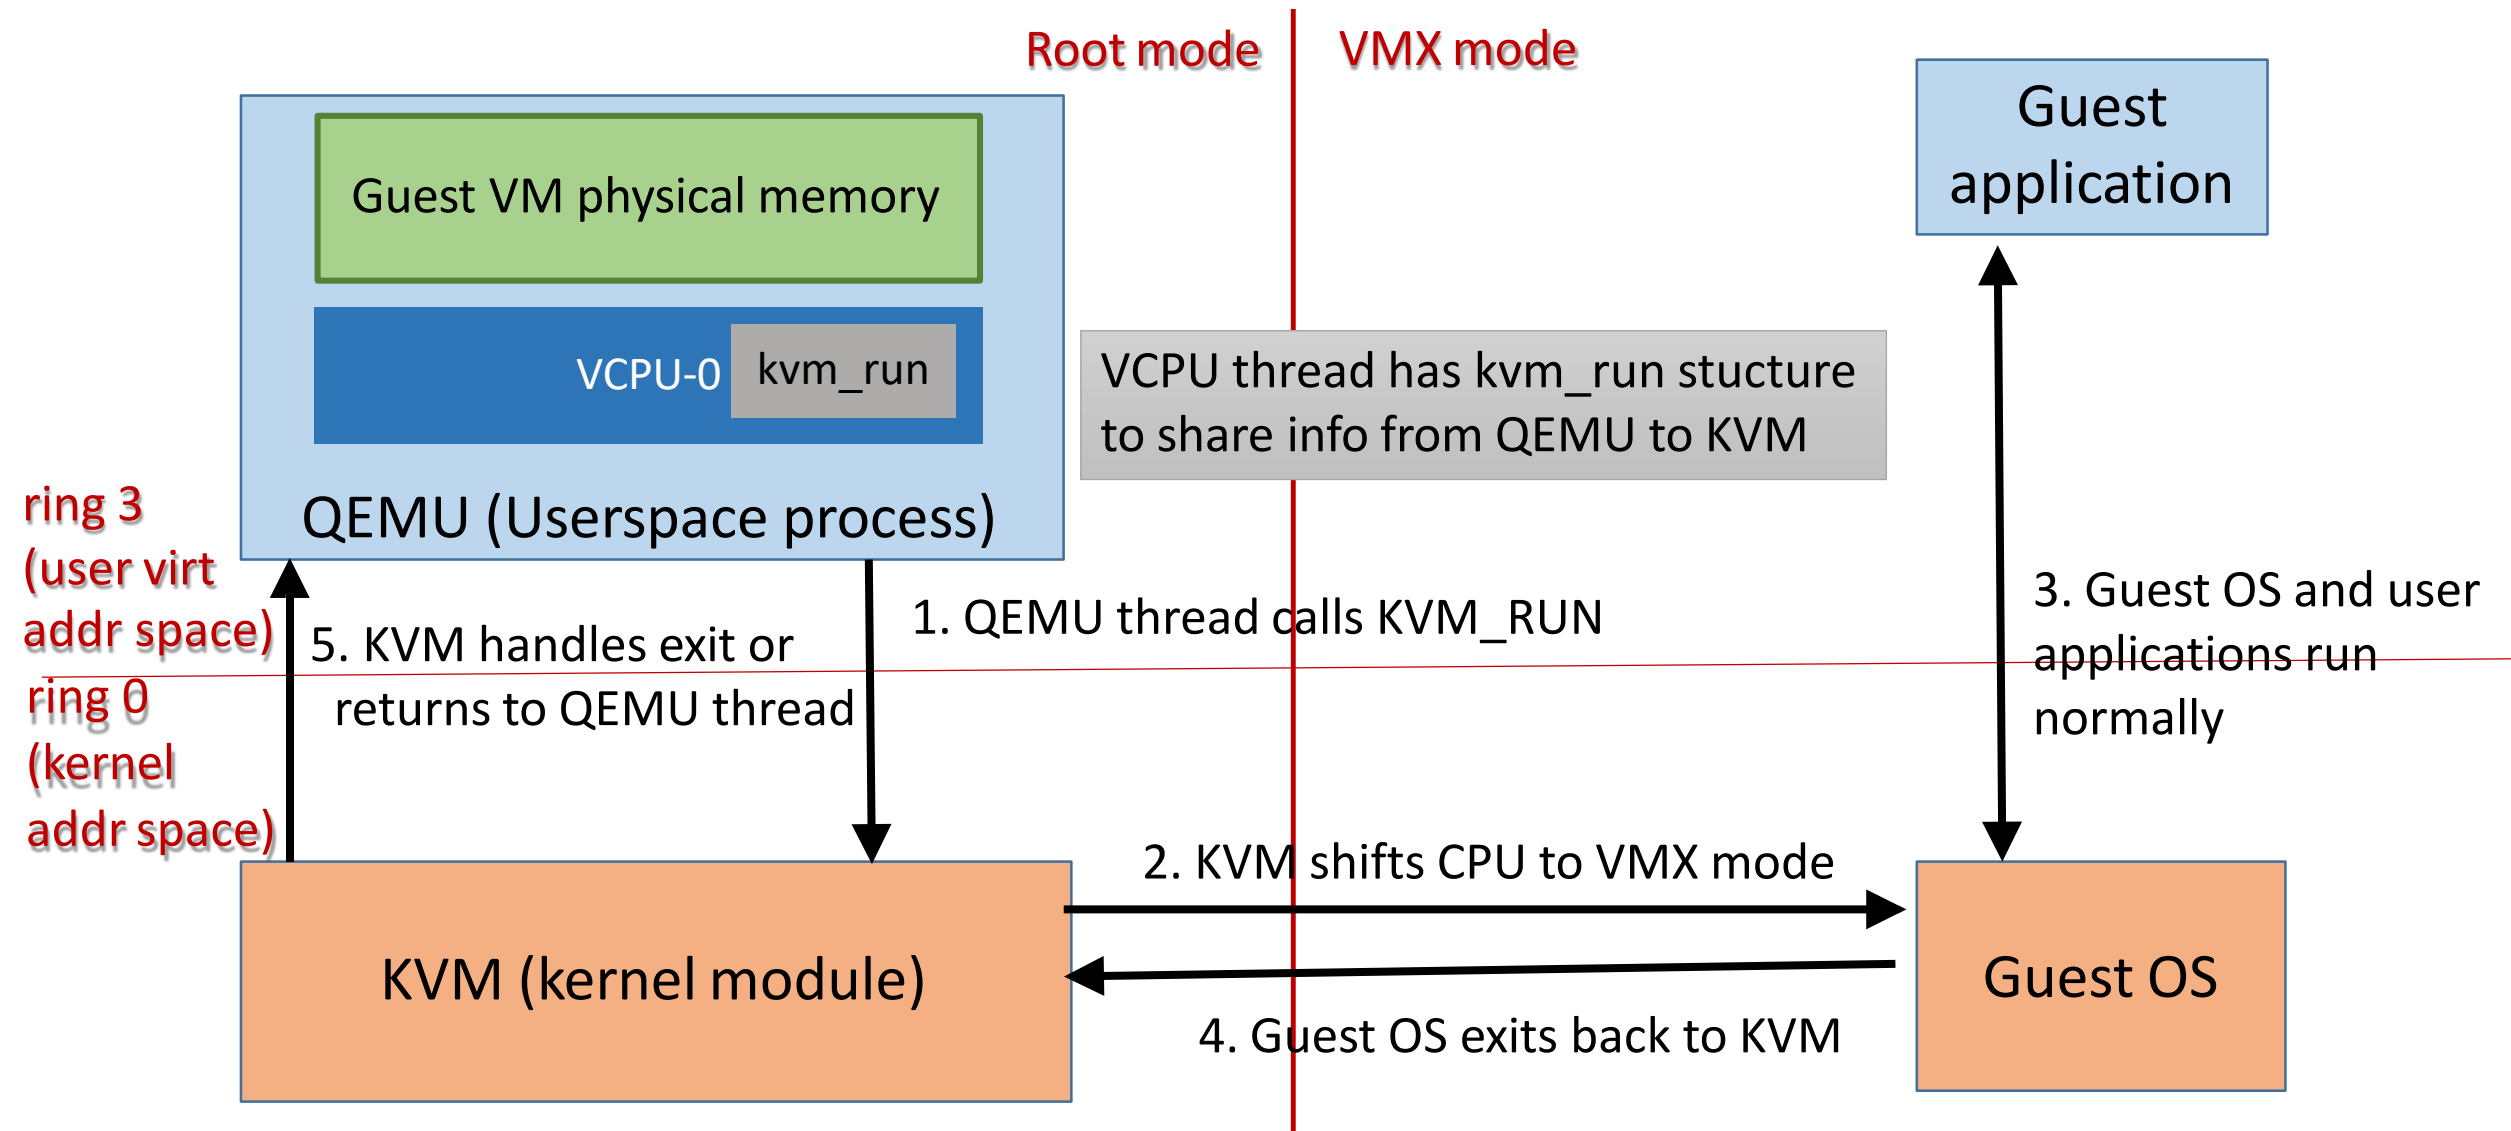 Root mode
VMX mode
Guest
application
Guest VM physical memory
VCPU-0
kvm_run
VCPU thread has kvm_run stucture
to share info from QEMU to KVM
QEMU (Userspace process)
ring 3
(user virt
addr space)
1. QEMU thread calls KVM_RUN
3. Guest OS and user
applications run
normally
5. KVM handles exit or
returns to QEMU thread
ring 0
(kernel
addr space)
2. KVM shifts CPU to VMX mode
KVM (kernel module)
Guest OS
4. Guest OS exits back to KVM